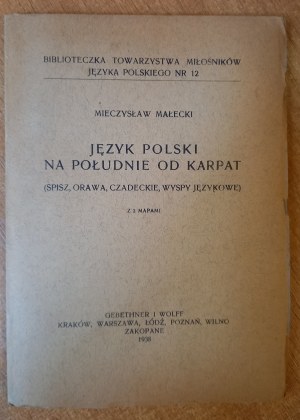 BIBLIOTECZKA TOWARZYSTWA MIŁOŚNIKÓW
JĘZYKA POLSKIEGO NR 12
MIECZYSŁAW MAŁECKI
JĘZYK POLSKI
NA POŁUDNIE OD KARPAT
(SPISZ, ORAWA, CZADECKIE, WYSPY JĘZYKOWE)
Z 3 MAPAMI
GEBETHNER I WOLFF
KRAKÓW, WARSZAWA, ŁÓDŹ, POZNAŃ, WILNO
ZAKOPANE
1938